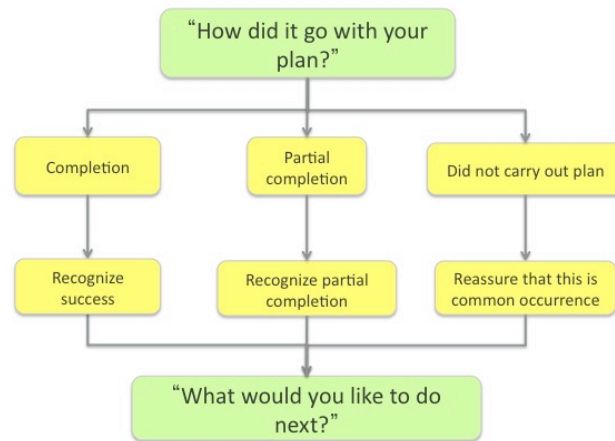 “How did it go with your
plan?”
Completion
Partial
completion
Did not carry out plan
Recognize
success
Recognize partial
completion
Reassure that this is
common occurrence
“What would you like to do
next?”